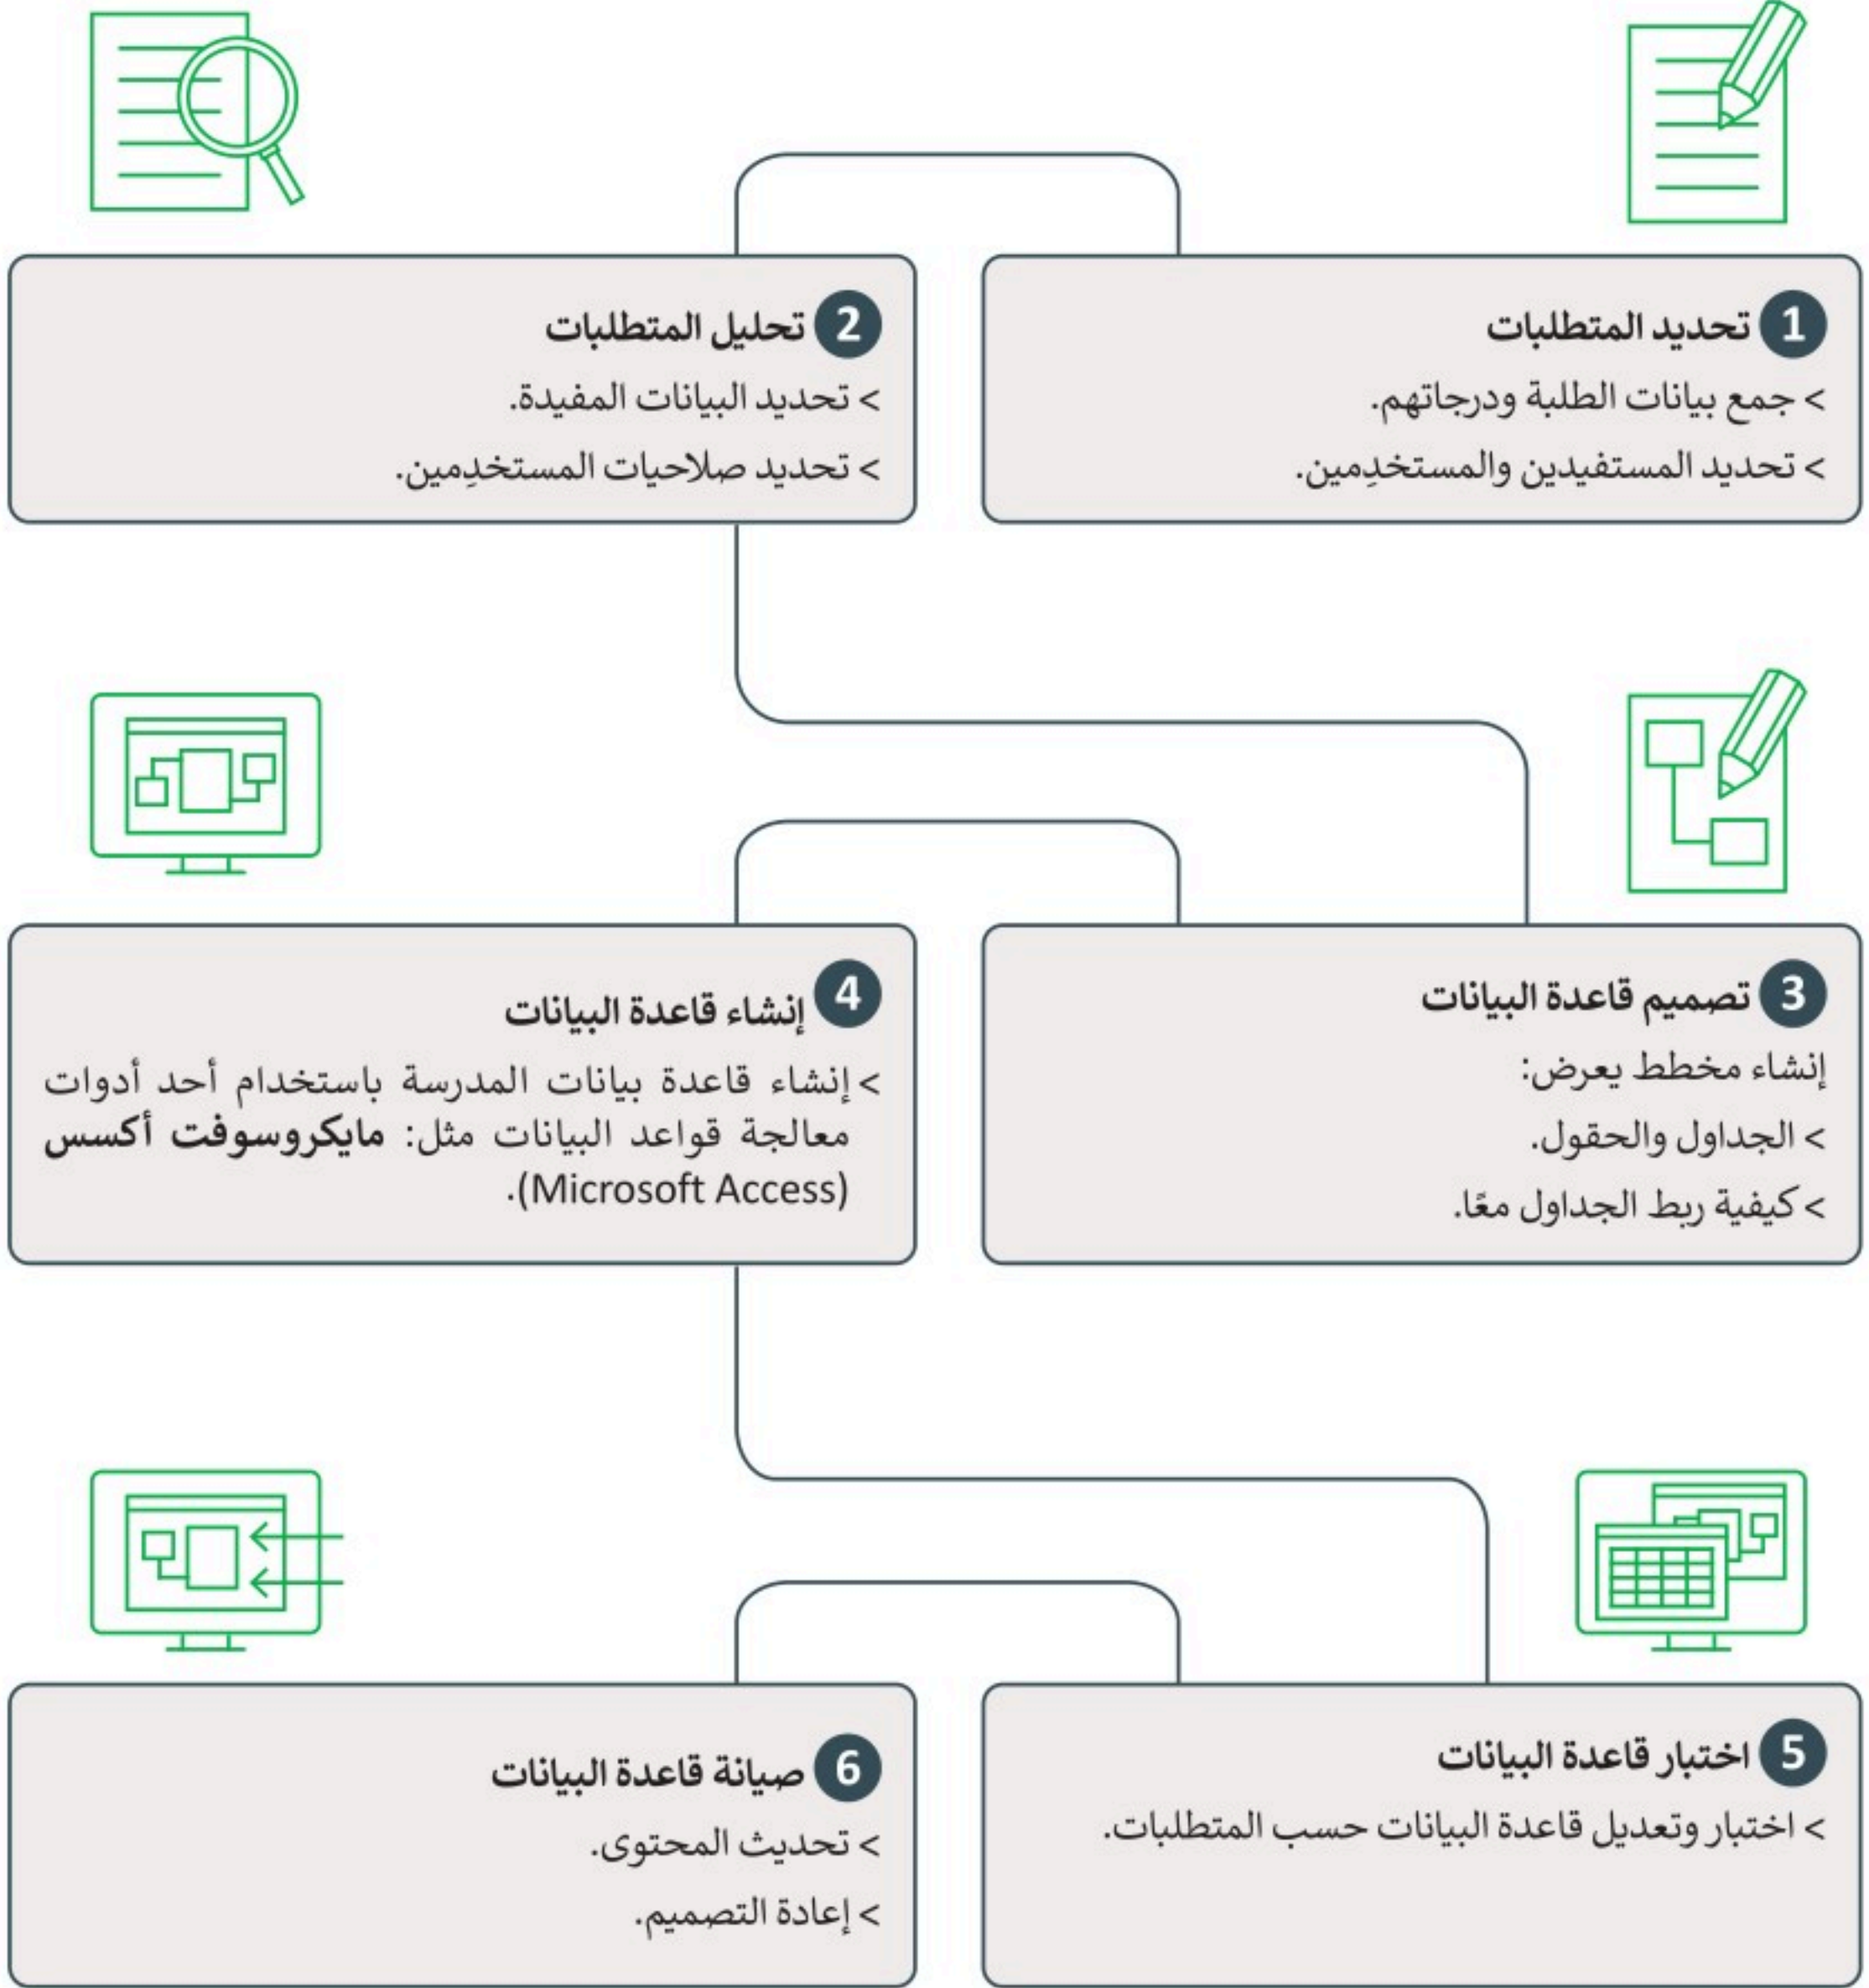 1 تحديد المتطلبات
> جمع بيانات الطلبة ودرجاتهم.
> تحديد المستفيدين والمستخدِمين.
2 تحليل المتطلبات
> تحديد البيانات المفيدة.
> تحديد صلاحيات المستخدِمين.
3 تصميم قاعدة البيانات
إنشاء مخطط يعرض:
> الجداول والحقول.
> كيفية ربط الجداول معًا.
4 إنشاء قاعدة البيانات
> إنشاء قاعدة بيانات المدرسة باستخدام أحد أدوات
معالجة قواعد البيانات مثل: مايكروسوفت أكسس
(Microsoft Access).
5 اختبار قاعدة البيانات
> اختبار وتعديل قاعدة البيانات حسب المتطلبات.
6 صيانة قاعدة البيانات
> تحديث المحتوى.
> إعادة التصميم.